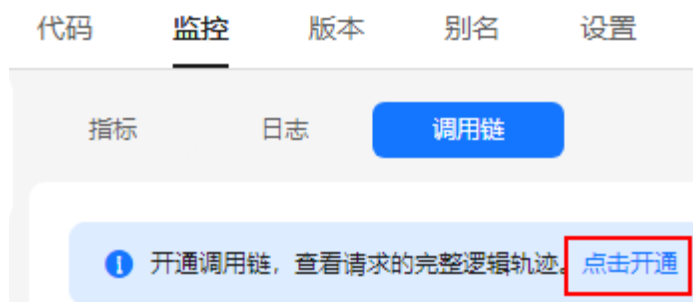 代码 监控 版本 别名 设置
指标 日志 调用链
开通调用链，查看请求的完整逻辑轨迹。点击开通